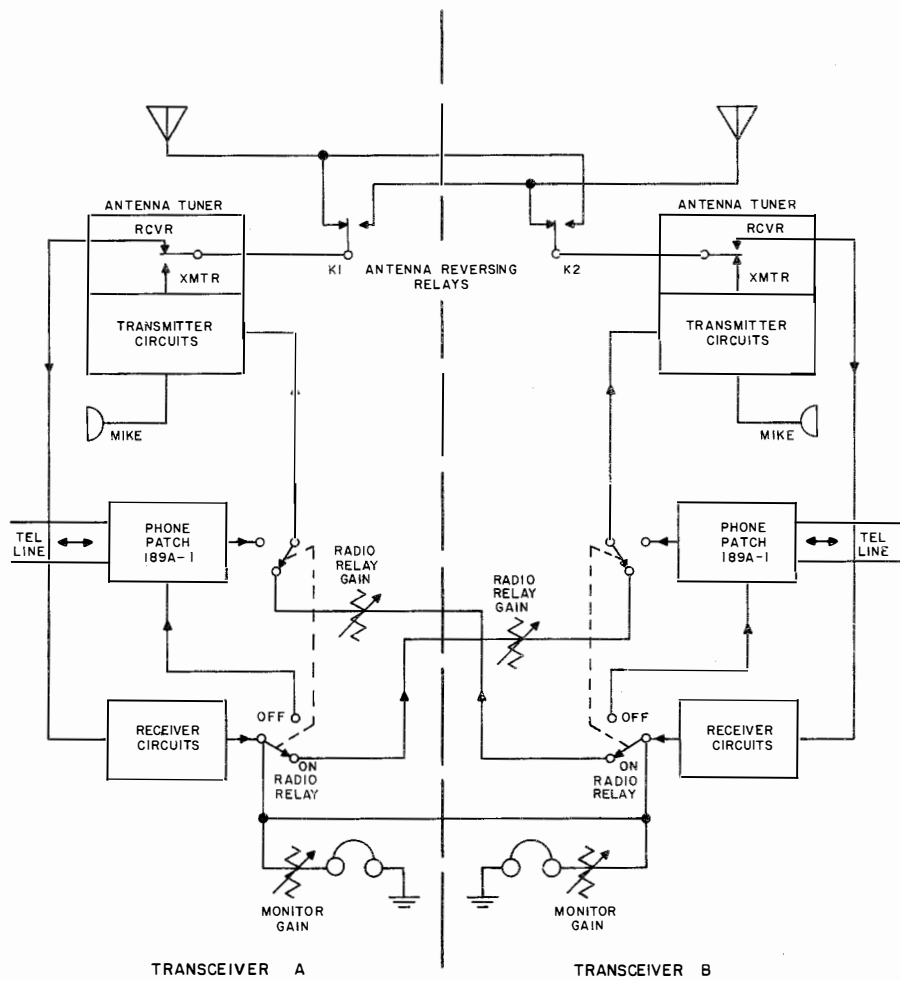 ANTENNA TUNER
RCVR
XMTR
TRANSMITTER
CIRCUITS
MIKE
K1
ANTENNA REVERSING
RELAYS
K2
ANTENNA TUNER
RCVR
XMTR
TRANSMITTER
CIRCUITS
MIKE
TEL
LINE
PHONE
PATCH
189A-1
RADIO
RELAY
GAIN
RADIO
RELAY
GAIN
PHONE
PATCH
189A-1
TEL
LINE
RECEIVER
CIRCUITS
OFF
ON
RADIO
RELAY
OFF
ON
RADIO
RELAY
RECEIVER
CIRCUITS
MONITOR
GAIN
MONITOR
GAIN
TRANSCEIVER A
TRANSCEIVER B